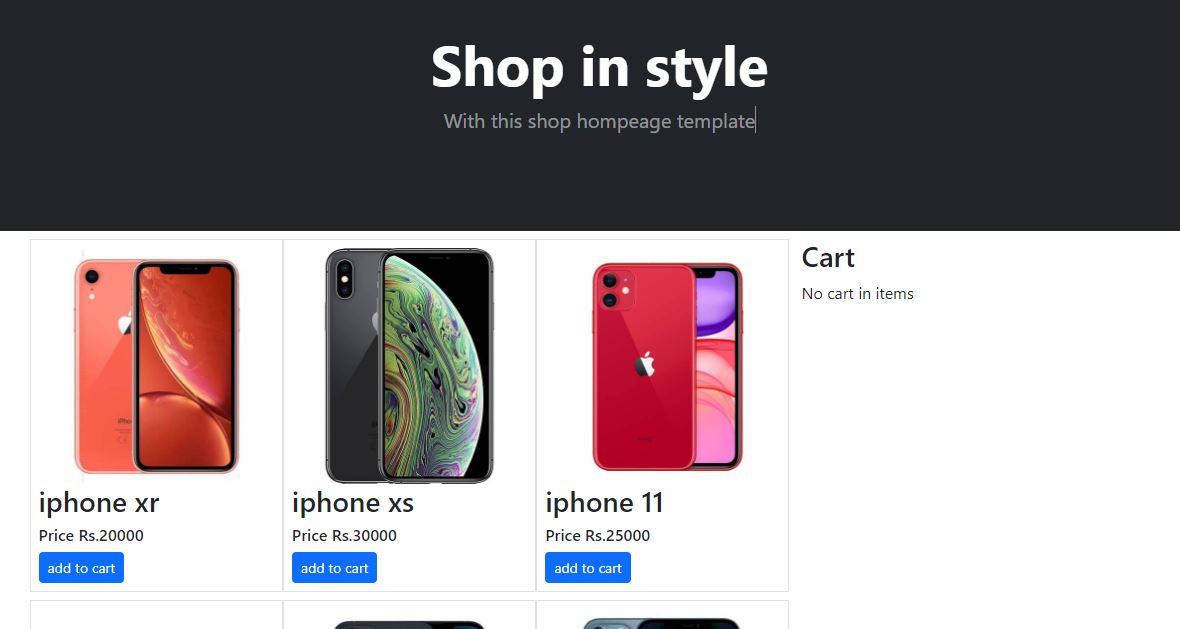 Shop in style
With this shop hompeage template
Cart
No cart in items
iphone xr
Price Rs.20000
add to cart
iphone xs
Price Rs.30000
add to cart
iphone 11
Price Rs.25000
add to cart